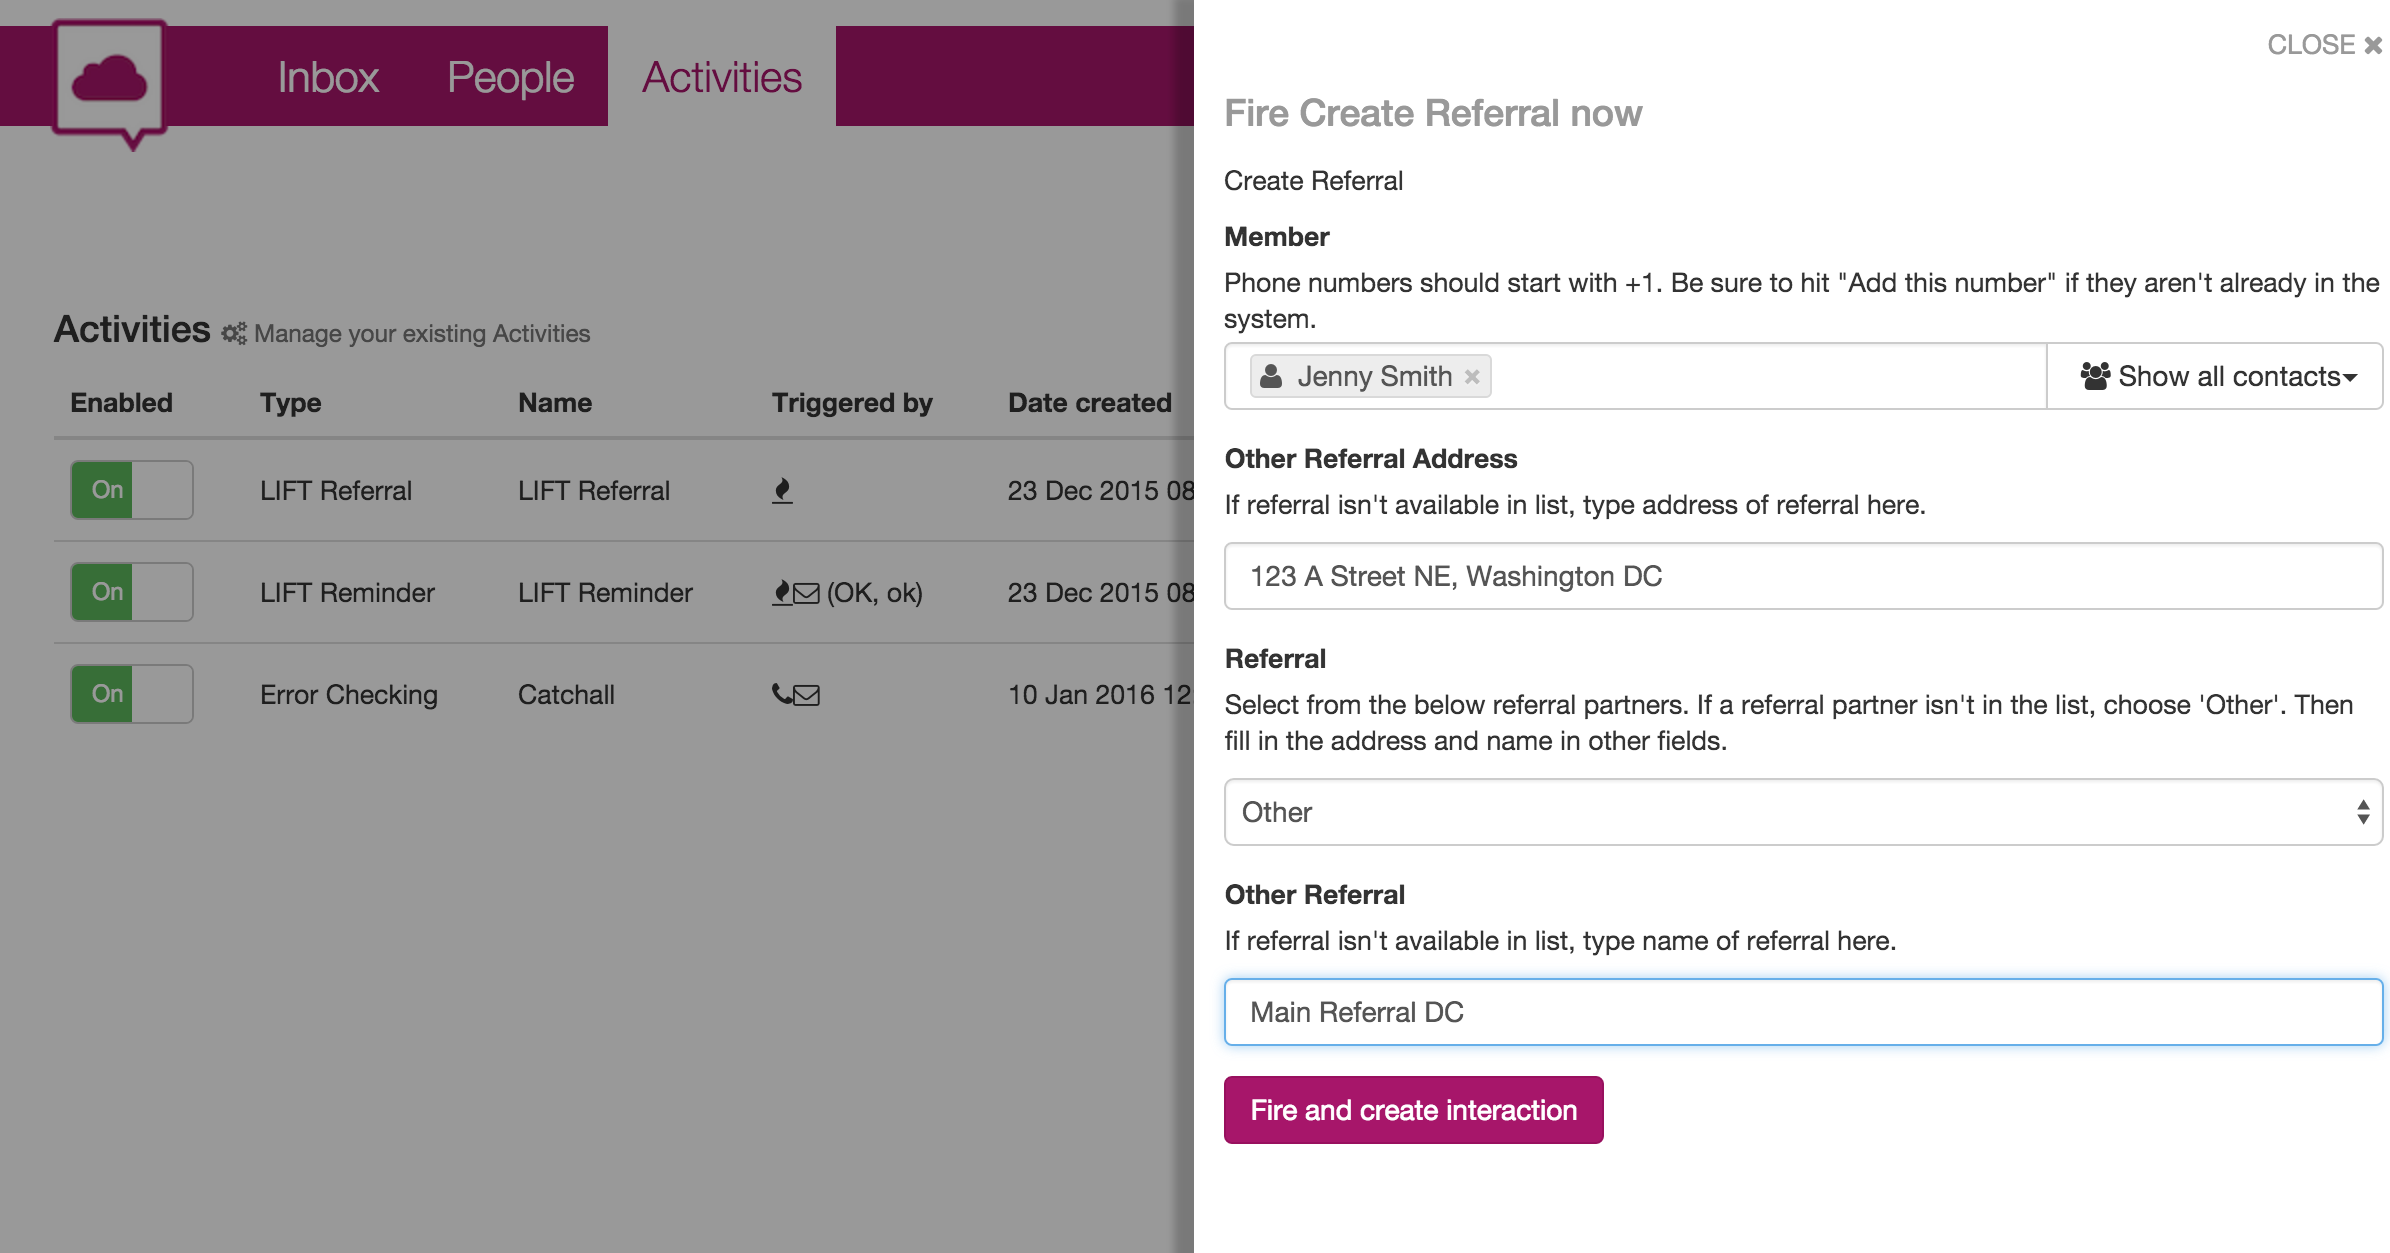 Inbox People Activities
Activities Manage your existing Activities
Enabled Type Name Triggered by Date created
On LIFT Referral LIFT Referral 23 Dec 2015 08
On LIFT Reminder LIFT Reminder (OK, ok) 23 Dec 2015 08
On Error Checking Catchall 10 Jan 2016 12
CLOSE
Fire Create Referral now
Create Referral
Member
Phone numbers should start with +1. Be sure to hit "Add this number" if they aren't already in the
system.
Jenny Smith Show all contacts
Other Referral Address
If referral isn't available in list, type address of referral here.
123 A Street NE, Washington DC
Referral
Select from the below referral partners. If a referral partner isn't in the list, choose 'Other'. Then
fill in the address and name in other fields.
Other
Other Referral
If referral isn't available in list, type name of referral here.
Main Referral DC
Fire and create interaction